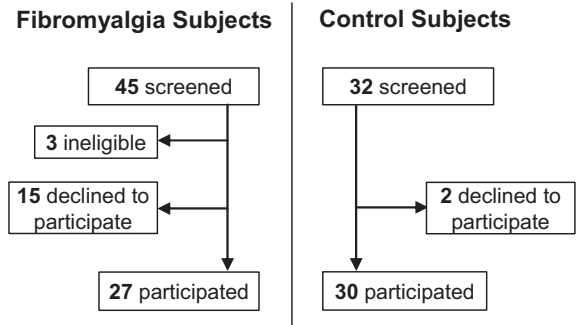 Fibromyalgia Subjects
45 screened
3 ineligible
15 declined to
participate
27 participated
Control Subjects
32 screened
2 declined to
participate
30 participated